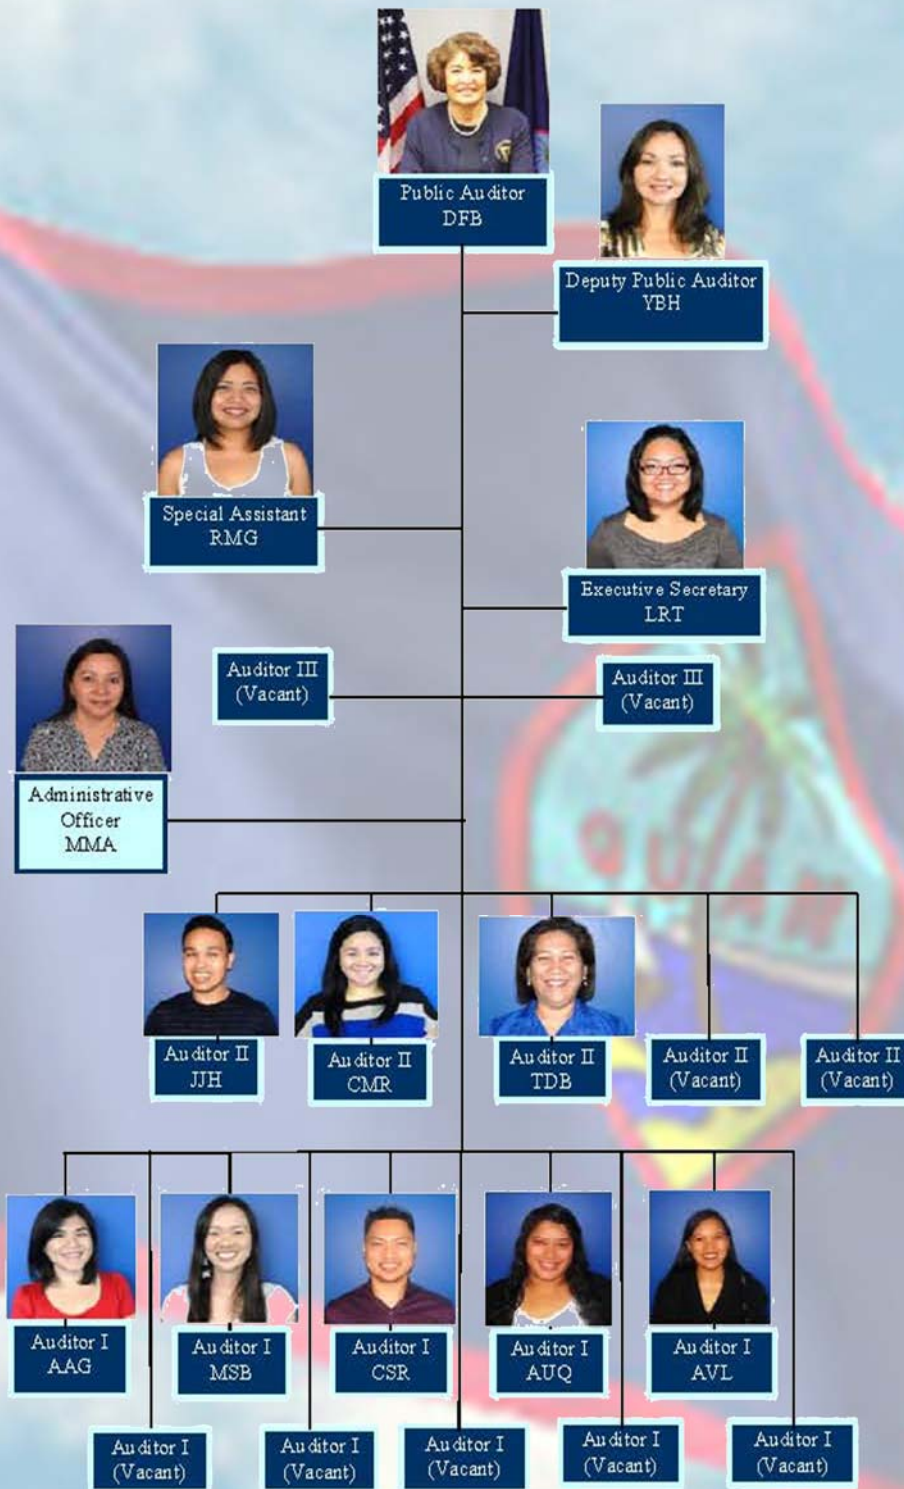 Public Auditor
DFB
Deputy Public Auditor
YBH
Special Assistant
RMG
Executive Secretary
LRT
Auditor III
(Vacant)
Auditor III
(Vacant)
Administrative
Officer
MMA
GUAM
Auditor II
JJH
Auditor II
CMR
Auditor II
TDB
Auditor II
(Vacant)
Auditor II
(Vacant)
Auditor I
AAG
Auditor I
MSB
Auditor I
CSR
Auditor I
AUQ
Auditor I
AVL
Auditor I
(Vacant)
Auditor I
(Vacant)
Auditor I
(Vacant)
Auditor I
(Vacant)
Auditor I
(Vacant)